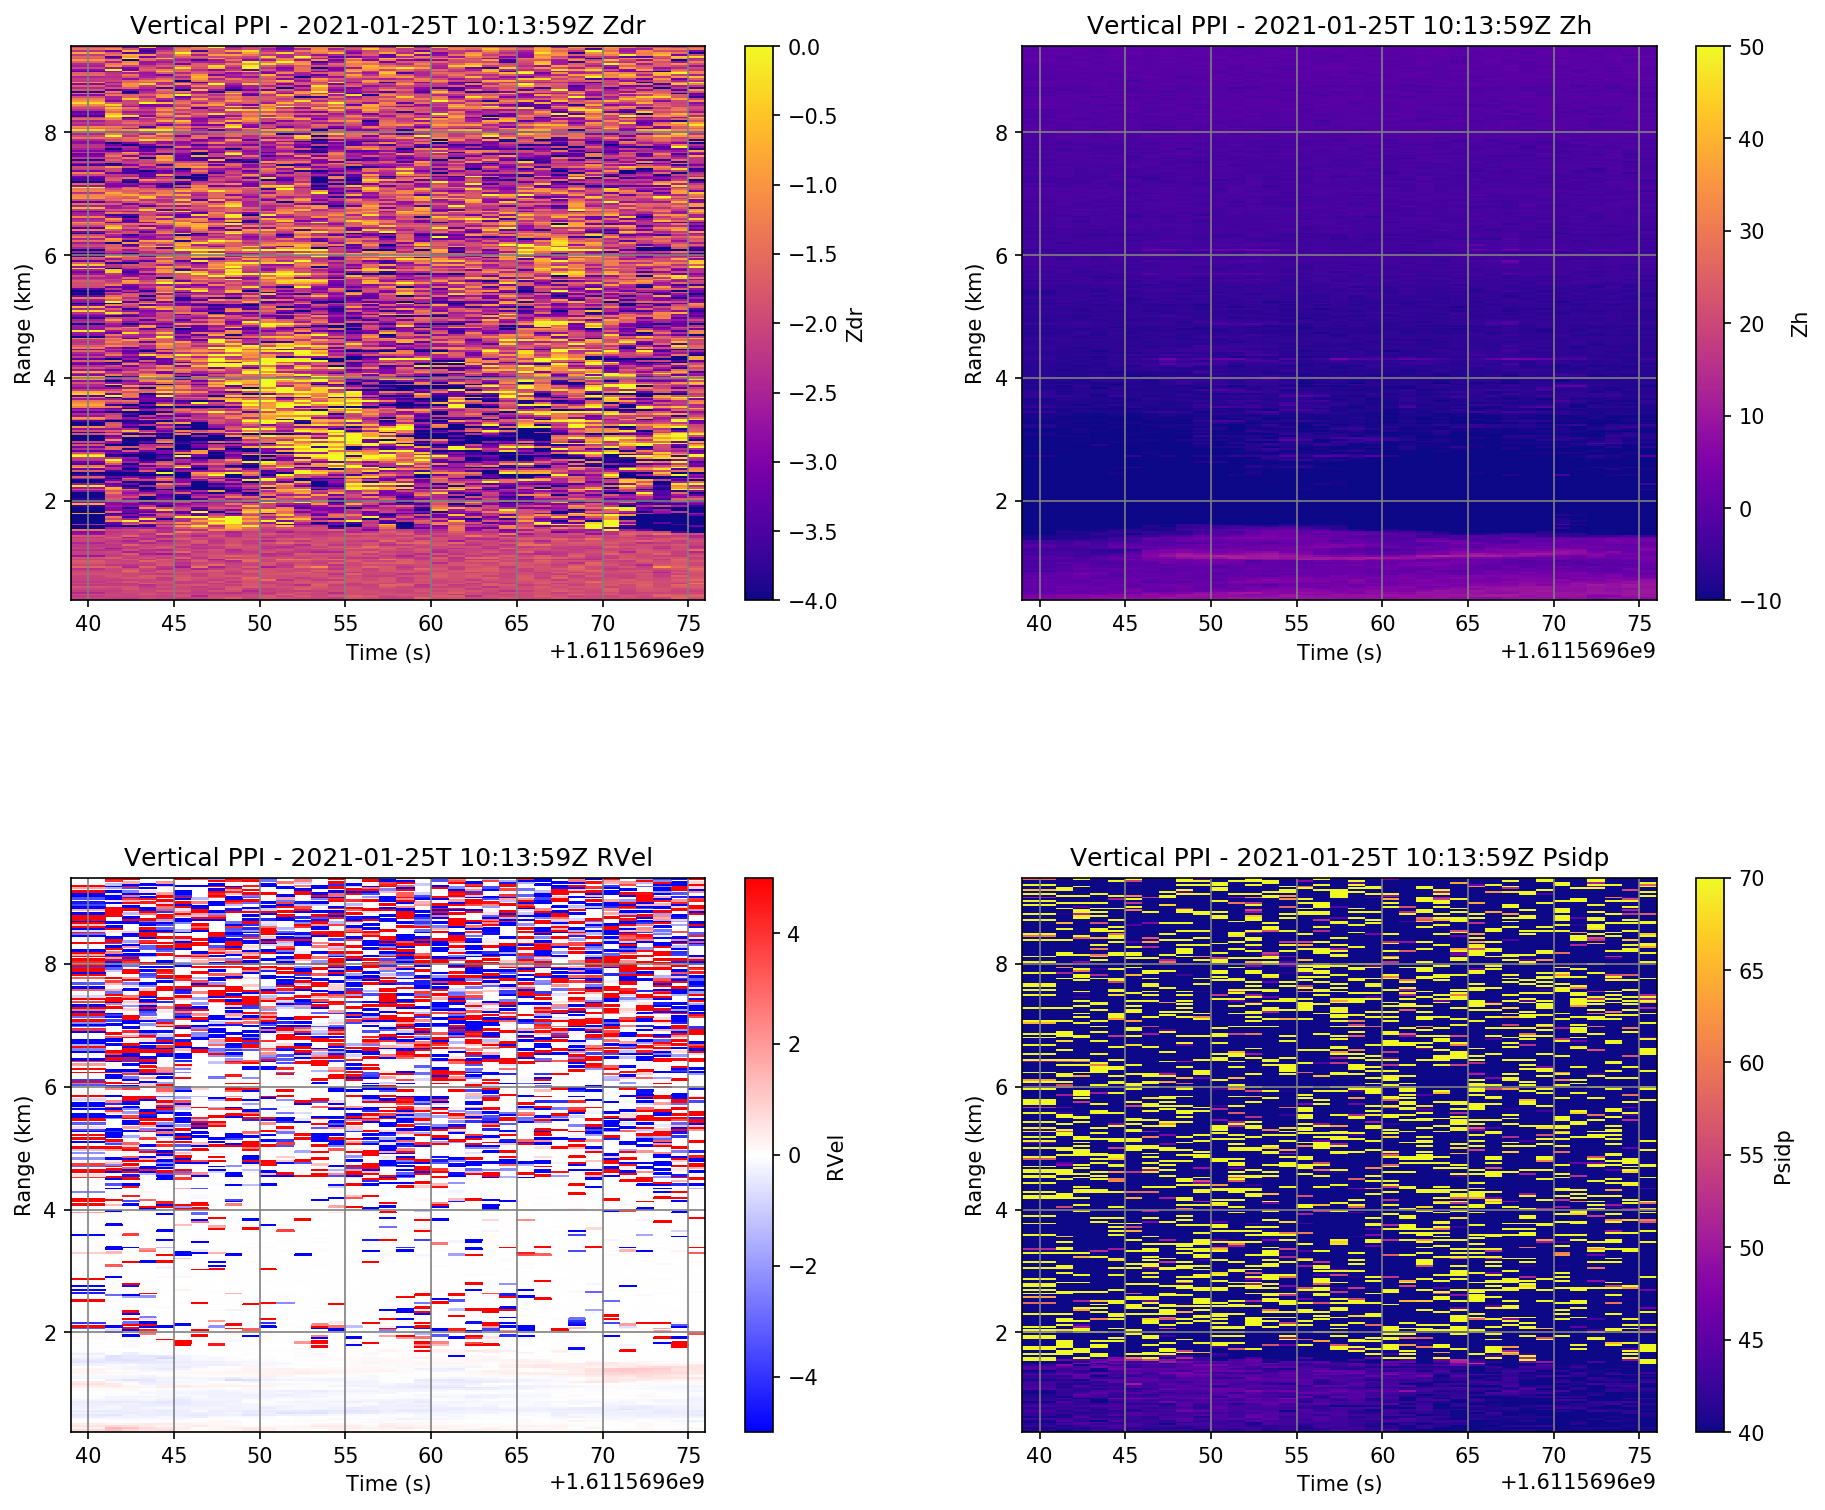 Vertical PPI - 2021-01-25T 10:13:59Z Zdr
Range (km)
8
6
4
2
40 45 50 55 60 65 70 75
Time (s)
+1.6115696e9
0.0
−0.5
−1.0
−1.5
−2.0
−2.5
−3.0
−3.5
−4.0
Zdr
Vertical PPI - 2021-01-25T 10:13:59Z Zh
Range (km)
8
6
4
2
40 45 50 55 60 65 70 75
Time (s)
+1.6115696e9
50
40
30
20
10
0
−10
Zh
Vertical PPI - 2021-01-25T 10:13:59Z RVel
Range (km)
8
6
4
2
40 45 50 55 60 65 70 75
Time (s)
+1.6115696e9
4
2
0
−2
−4
RVel
Vertical PPI - 2021-01-25T 10:13:59Z Psidp
Range (km)
8
6
4
2
40 45 50 55 60 65 70 75
Time (s)
+1.6115696e9
70
65
60
55
50
45
40
Psidp